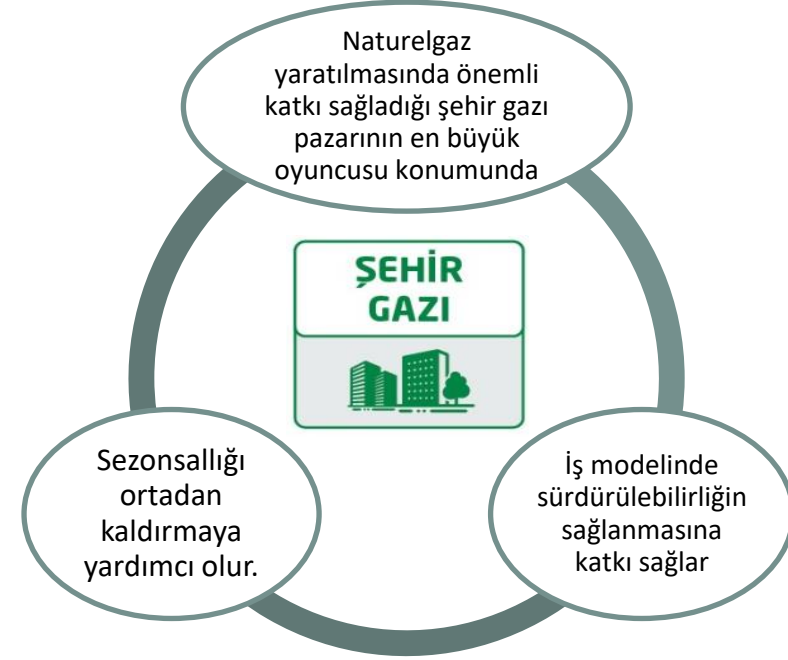 Naturelgaz
yaratılmasında önemli
katkı sağladığı şehir gazı
pazarının en büyük
oyuncusu konumunda
ŞEHİR
GAZI
Sezonsallığı
ortadan
kaldırmaya
yardımcı olur.
İş modelinde
sürdürülebilirliğin
sağlanmasına
katkı sağlar